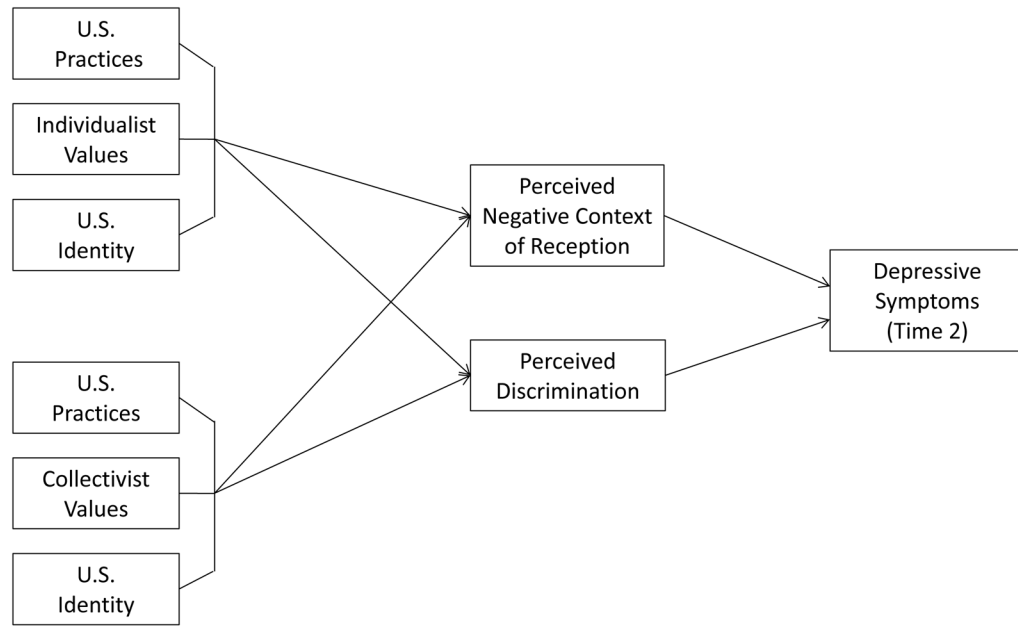 U.S.
Practices
Individualist
Values
U.S.
Identity
U.S.
Practices
Collectivist
Values
U.S.
Identity
Perceived
Negative Context
of Reception
Perceived
Discrimination
Depressive
Symptoms
(Time 2)